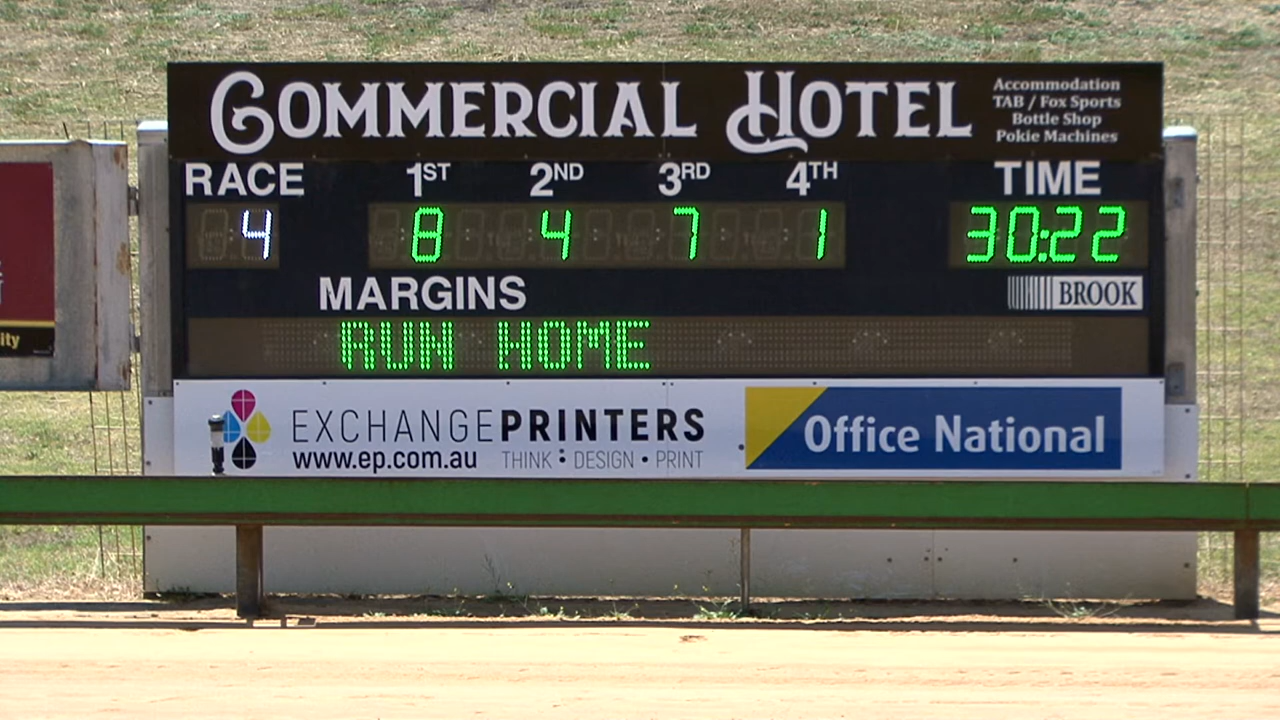 COMMERCIAL HOTEL
Accommodation
TAB / Fox Sports
Bottle Shop
Pokie Machines
RACE 1ST 2ND 3RD 4TH TIME
4 8 4 7 1 30:22
MARGINS
BROOK
RUN HOME
ity
EXCHANGEPRINTERS
www.ep.com.au THINK : DESIGN • PRINT
Office National